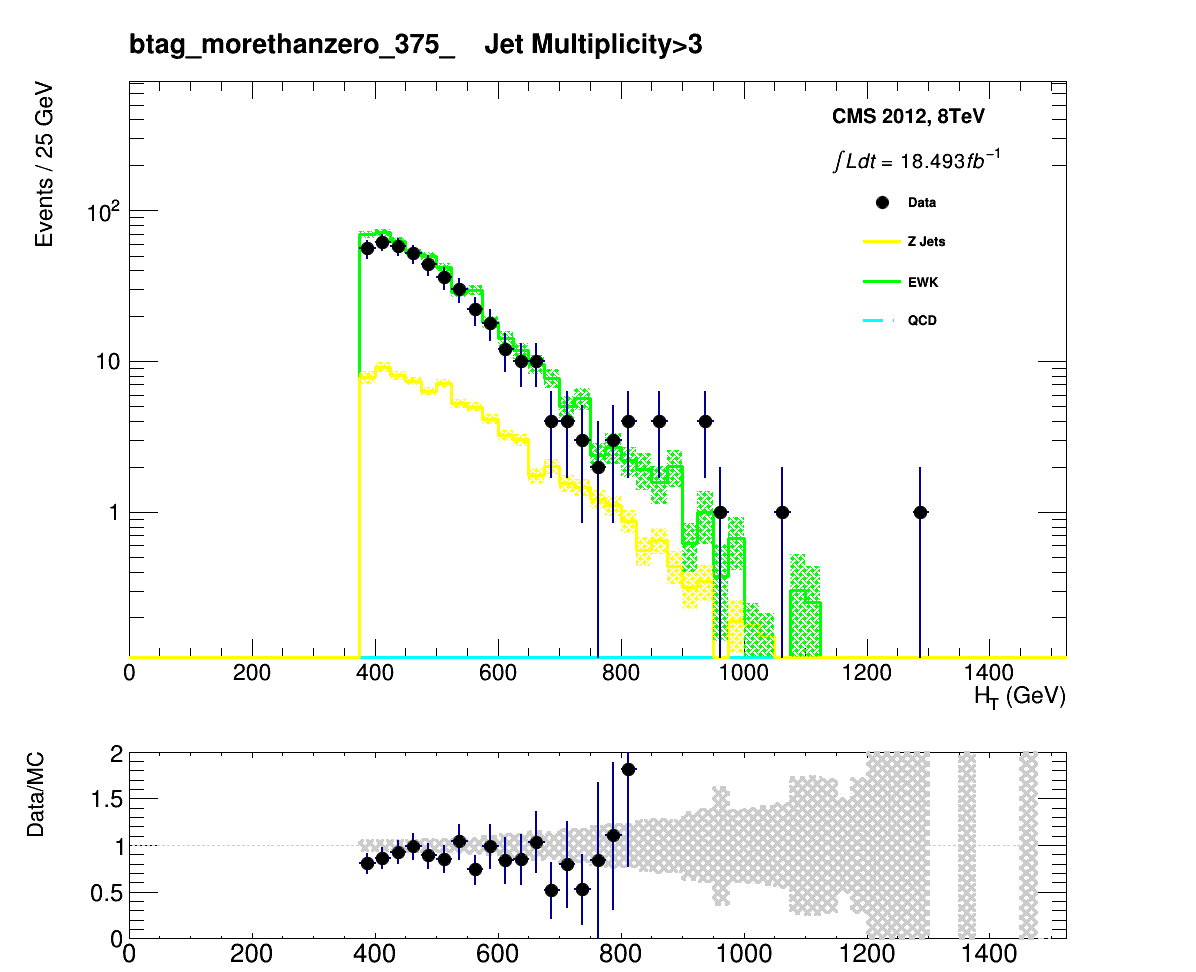 btag_morethanzero_375_ Jet Multiplicity>3
Events / 25 GeV
CMS 2012, 8TeV
∫Ldt = 18.493fb⁻¹
Data
Z Jets
EWK
QCD
10²
10
1
0 200 400 600 800 1000 1200 1400
H_T (GeV)
Data/MC
2
1.5
1
0.5
0
0 200 400 600 800 1000 1200 1400